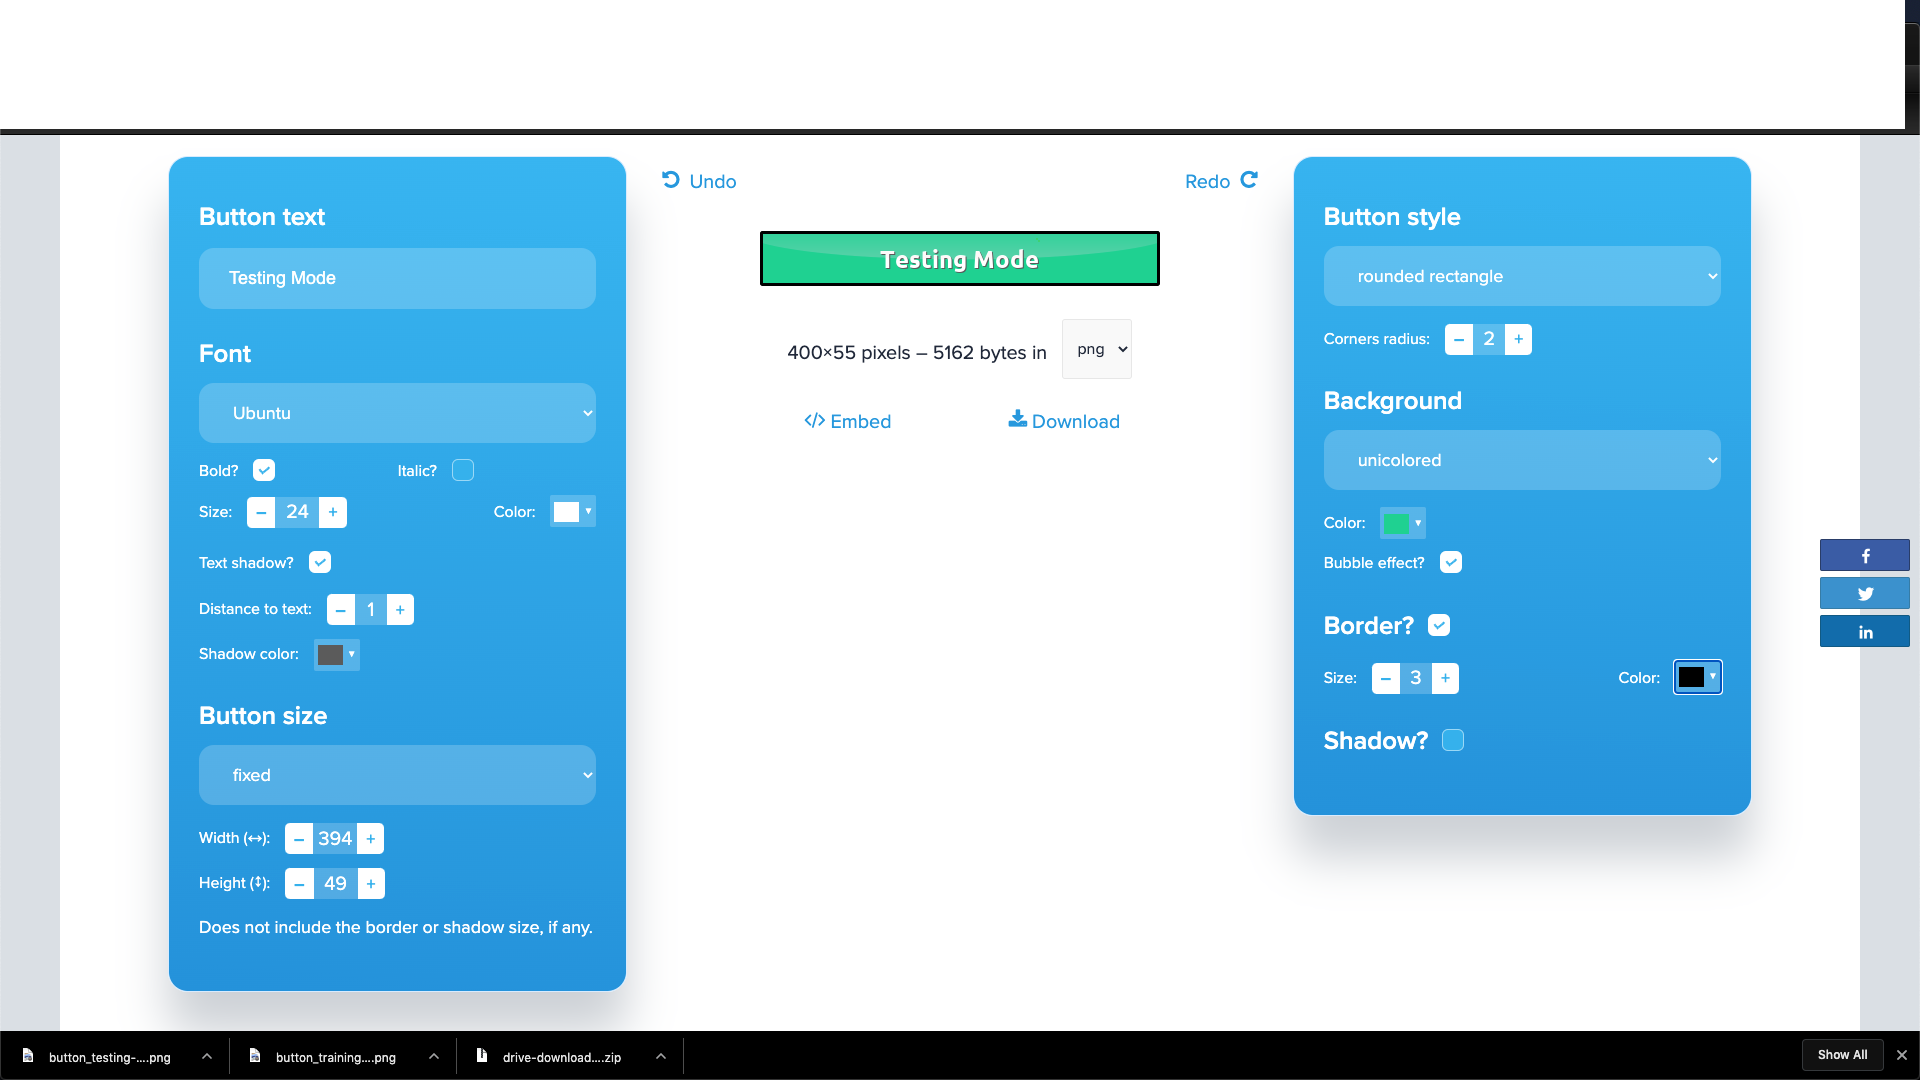 Button text
Testing Mode
Font
Ubuntu
Bold?
Italic?
Size: – 24 +
Color:
Text shadow?
Distance to text: – 1 +
Shadow color:
Button size
fixed
Width (↔): – 394 +
Height (↕): – 49 +
Does not include the border or shadow size, if any.
Undo
Redo
Testing Mode
400×55 pixels – 5162 bytes in png
</> Embed
Download
Button style
rounded rectangle
Corners radius: – 2 +
Background
unicolored
Color:
Bubble effect?
Border?
Size: – 3 +
Color:
Shadow?
f
in
button_testing-....png
button_training....png
drive-download....zip
Show All